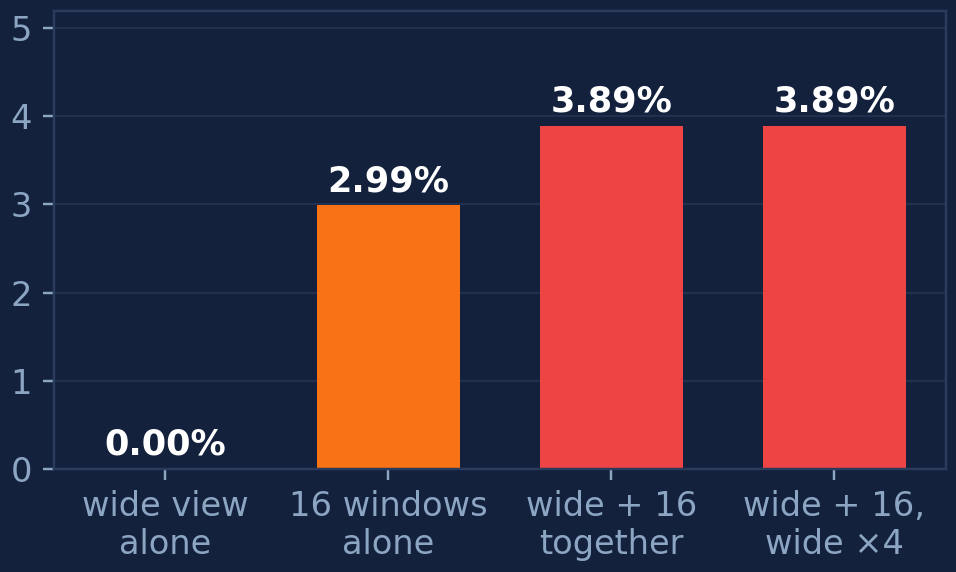 5
4
3
2
1
0
3.89%
3.89%
2.99%
0.00%
wide view
alone
16 windows
alone
wide + 16
together
wide + 16,
wide ×4